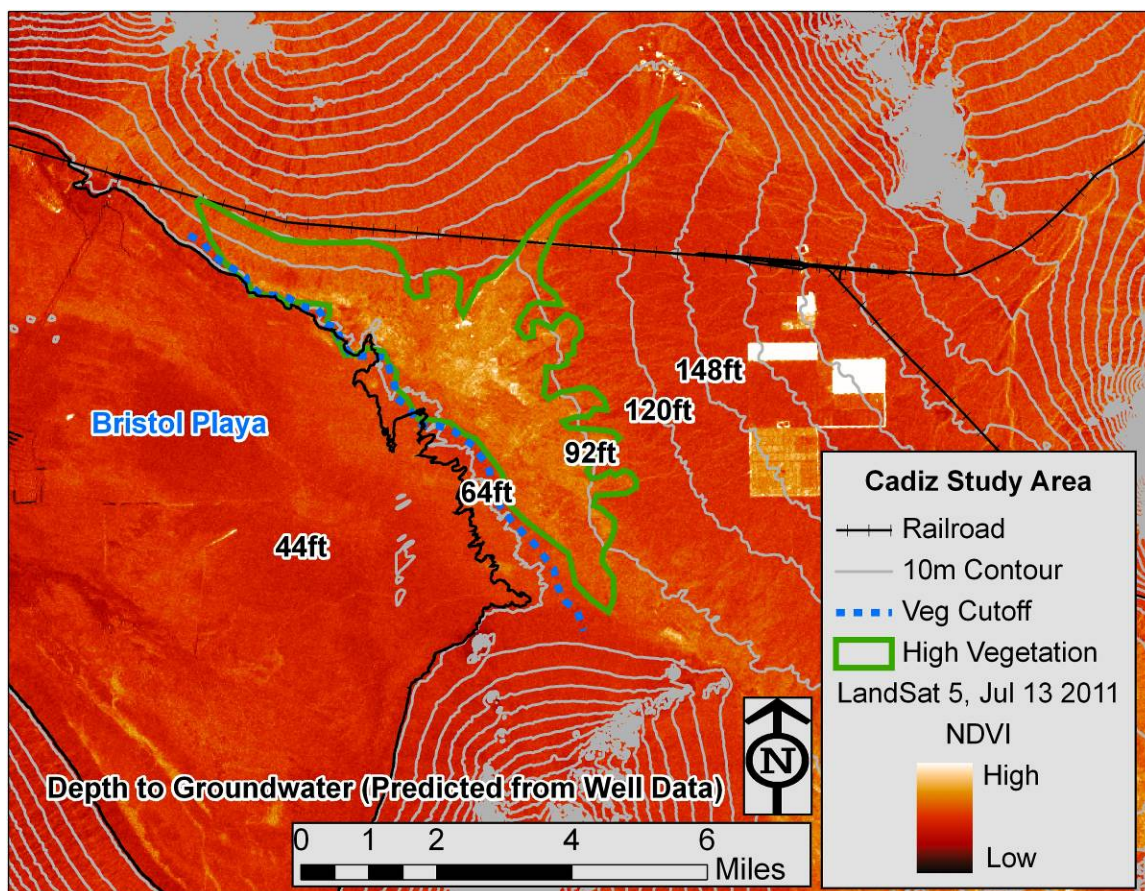 148ft
120ft
Bristol Playa
92ft
64ft
44ft
Cadiz Study Area
Railroad
10m Contour
Veg Cutoff
High Vegetation
LandSat 5, Jul 13 2011
NDVI
High
Low
N
Depth to Groundwater (Predicted from Well Data)
0 1 2 4 6
Miles